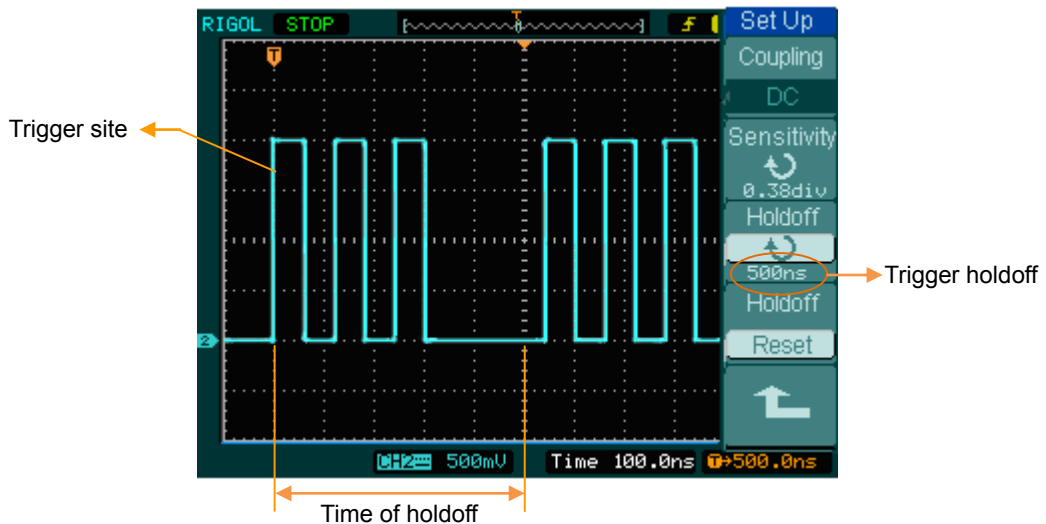 RIGOL STOP T
Set Up
Coupling
DC
Sensitivity
0.38div
Holdoff
500ns
Holdoff
Reset
T
Trigger site
Trigger holdoff
2
CH2 500mV Time 100.0ns T→500.0ns
Time of holdoff